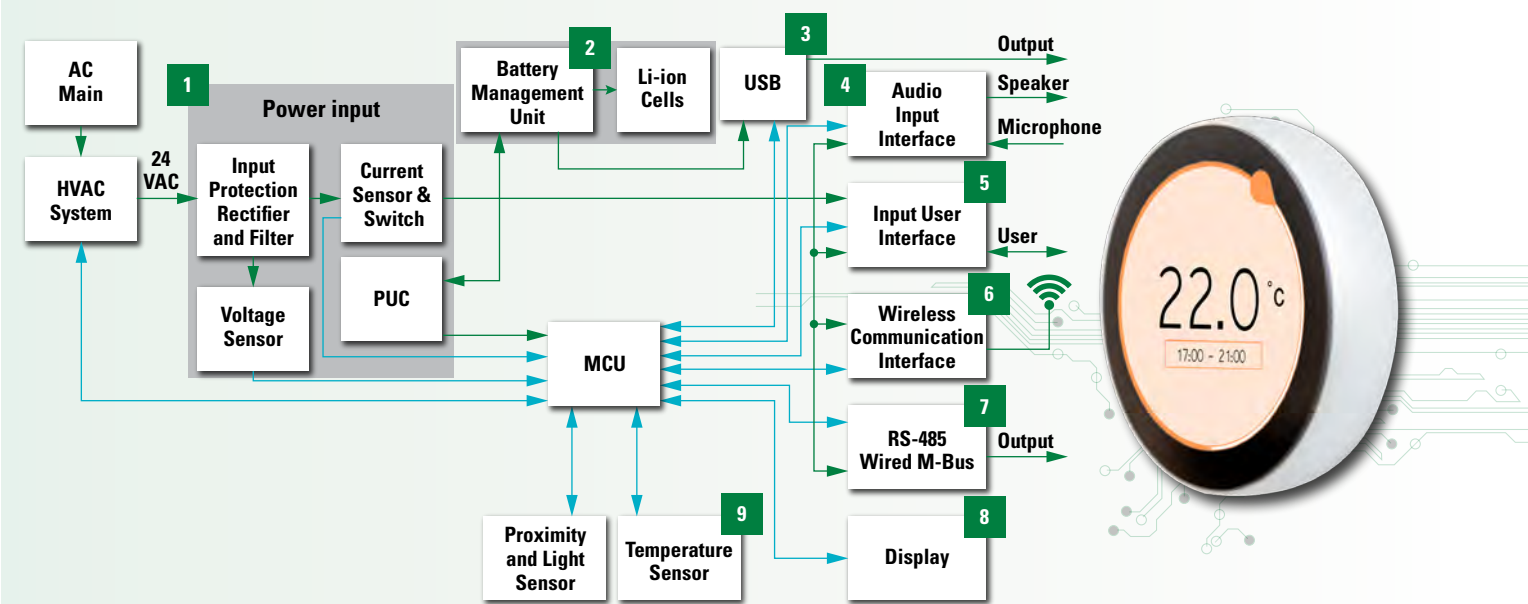 AC
Main
HVAC
System
24
VAC
1
Power input
Input
Protection
Rectifier
and Filter
Current
Sensor &
Switch
Voltage
Sensor
PUC
2
Battery
Management
Unit
Li-ion
Cells
3
USB
Output
4
Audio
Input
Interface
Speaker
Microphone
5
Input User
Interface
User
6
Wireless
Communication
Interface
MCU
7
RS-485
Wired M-Bus
Output
8
Display
Proximity
and Light
Sensor
9
Temperature
Sensor
22.0 °c
17:00 - 21:00